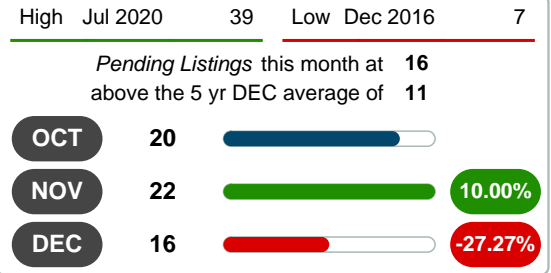 High Jul 2020 39 Low Dec 2016 7
Pending Listings this month at 16
above the 5 yr DEC average of 11
OCT 20
NOV 22 10.00%
DEC 16 -27.27%